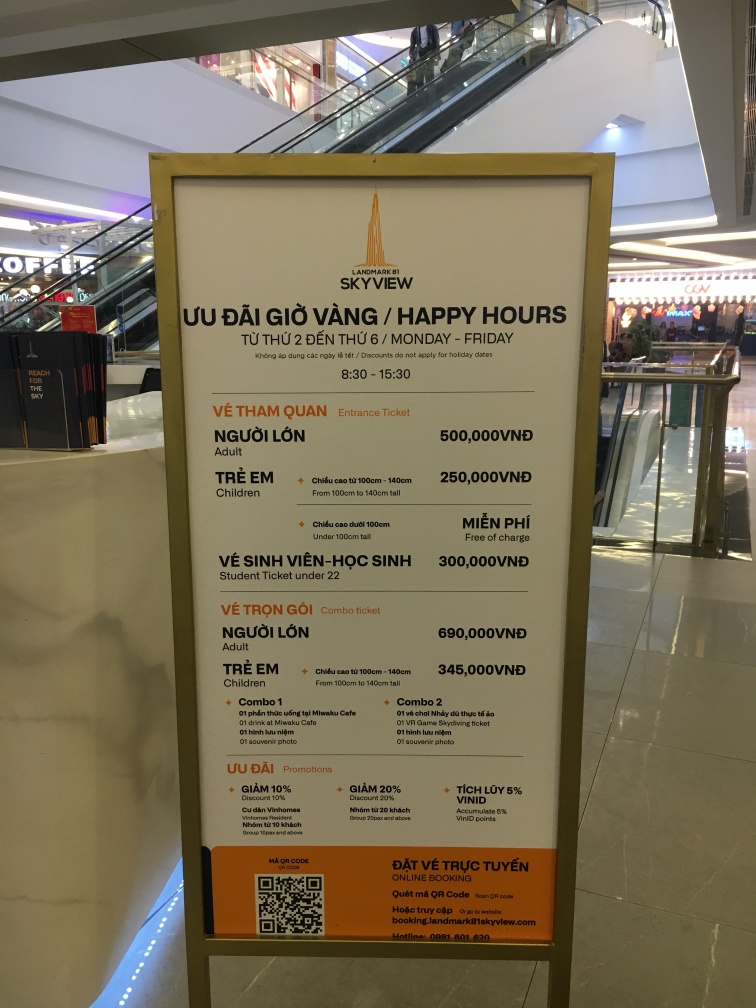 LANDMARK 81
SKYVIEW
ƯU ĐÃI GIỜ VÀNG / HAPPY HOURS
TỪ THỨ 2 ĐẾN THỨ 6 / MONDAY - FRIDAY
Không áp dụng các ngày lễ tết / Discounts do not apply for holiday dates
8:30 - 15:30
VÉ THAM QUAN Entrance Ticket
NGƯỜI LỚN 500,000VNĐ
Adult
TRẺ EM Chiều cao từ 100cm - 140cm 250,000VNĐ
Children From 100cm to 140cm tall
Chiều cao dưới 100cm MIỄN PHÍ
Under 100cm tall Free of charge
VÉ SINH VIÊN-HỌC SINH 300,000VNĐ
Student Ticket under 22
VÉ TRỌN GÓI Combo ticket
NGƯỜI LỚN 690,000VNĐ
Adult
TRẺ EM Chiều cao từ 100cm - 140cm 345,000VNĐ
Children From 100cm to 140cm tall
Combo 1
01 phần thức uống tại Miwaku Cafe
01 drink at Miwaku Cafe
01 hình lưu niệm
01 souvenir photo
Combo 2
01 vé chơi Nhảy dù thực tế ảo
01 VR Game Skydiving ticket
01 hình lưu niệm
01 souvenir photo
ƯU ĐÃI Promotions
GIẢM 10%
Discount 10%
Cư dân Vinhomes
Vinhomes Resident
Nhóm từ 10 khách
Group 10pax and above
GIẢM 20%
Discount 20%
Nhóm từ 20 khách
Group 20pax and above
TÍCH LŨY 5%
VINID
Accumulate 5%
VinID points
MÃ QR CODE
QR CODE
ĐẶT VÉ TRỰC TUYẾN
ONLINE BOOKING
Quét mã QR Code Scan QR code
Hoặc truy cập Or go to website
booking.landmark81skyview.com
Hotline: 0981 601 620
REACH
FOR
THE
SKY
OFFEE
CGV
IMAX